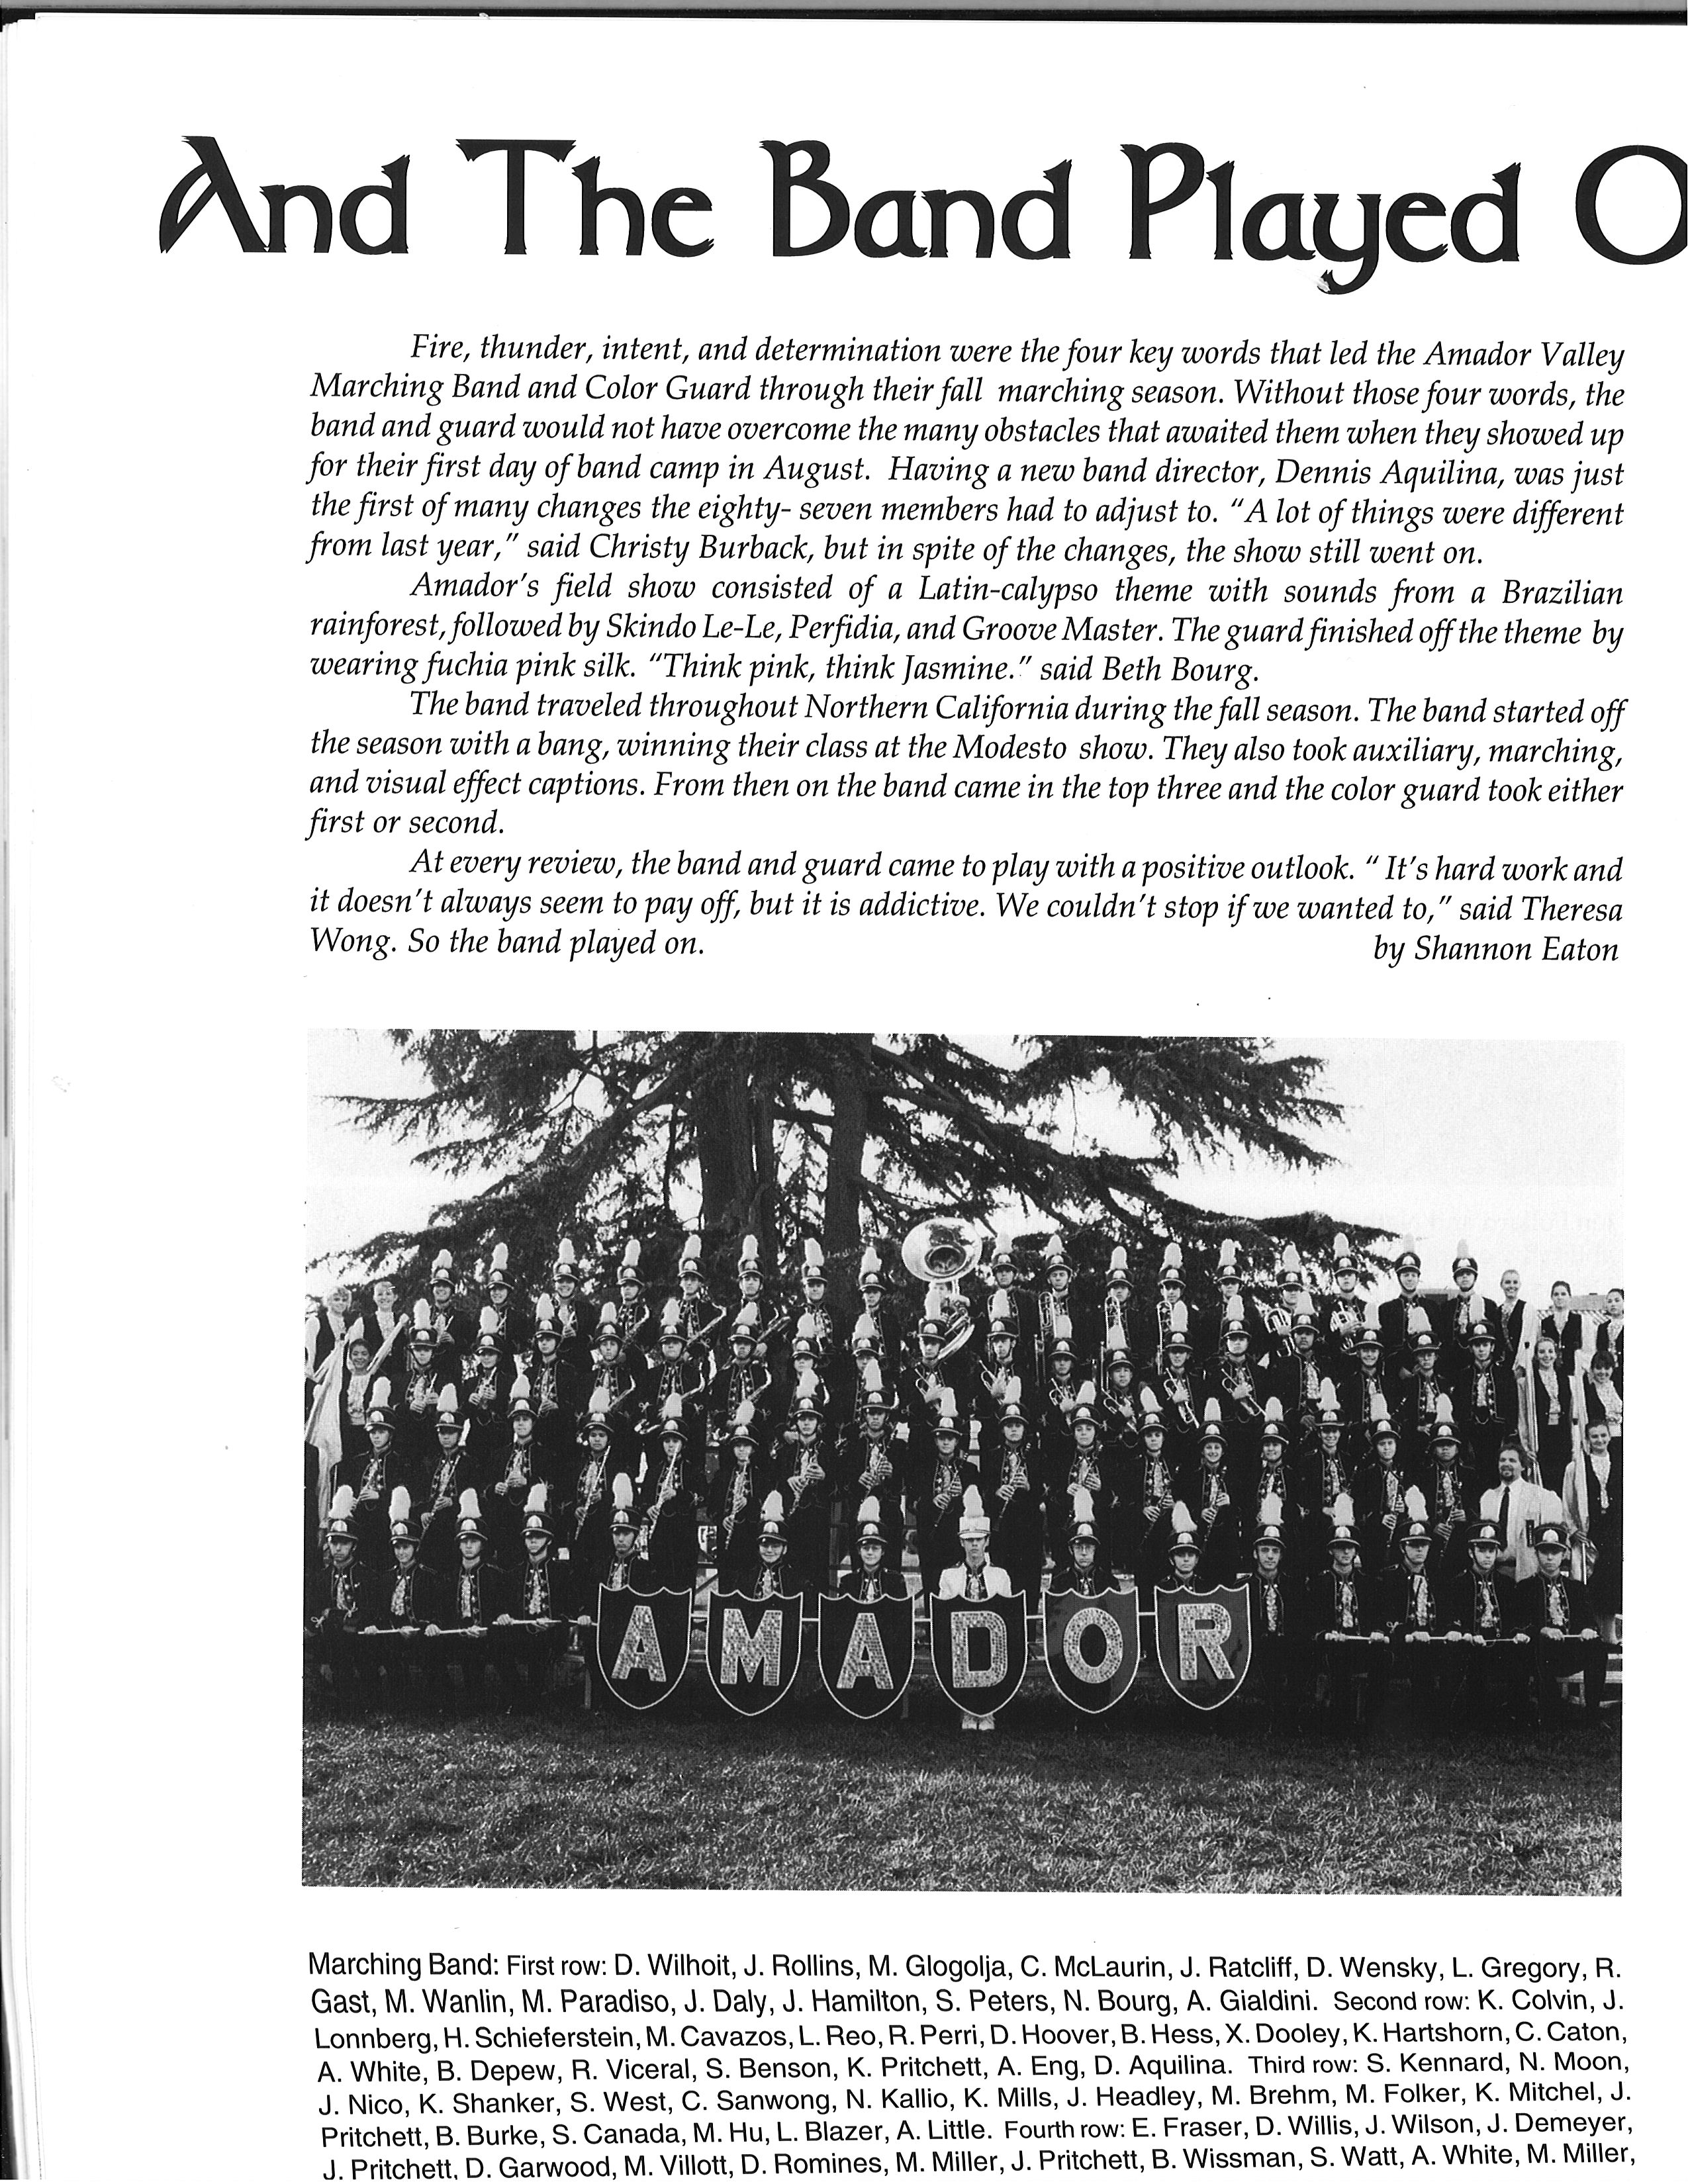 And The Band Played O
Fire, thunder, intent, and determination were the four key words that led the Amador Valley
Marching Band and Color Guard through their fall marching season. Without those four words, the
band and guard would not have overcome the many obstacles that awaited them when they showed up
for their first day of band camp in August. Having a new band director, Dennis Aquilina, was just
the first of many changes the eighty- seven members had to adjust to. “A lot of things were different
from last year,” said Christy Burback, but in spite of the changes, the show still went on.
Amador’s field show consisted of a Latin-calypso theme with sounds from a Brazilian
rainforest, followed by Skindo Le-Le, Perfidia, and Groove Master. The guard finished off the theme by
wearing fuchia pink silk. “Think pink, think Jasmine.” said Beth Bourg.
The band traveled throughout Northern California during the fall season. The band started off
the season with a bang, winning their class at the Modesto show. They also took auxiliary, marching,
and visual effect captions. From then on the band came in the top three and the color guard took either
first or second.
At every review, the band and guard came to play with a positive outlook. “ It’s hard work and
it doesn’t always seem to pay off, but it is addictive. We couldn’t stop if we wanted to,” said Theresa
Wong. So the band played on. by Shannon Eaton
AMADOR
Marching Band: First row: D. Wilhoit, J. Rollins, M. Glogolja, C. McLaurin, J. Ratcliff, D. Wensky, L. Gregory, R.
Gast, M. Wanlin, M. Paradiso, J. Daly, J. Hamilton, S. Peters, N. Bourg, A. Gialdini. Second row: K. Colvin, J.
Lonnberg, H. Schieferstein, M. Cavazos, L. Reo, R. Perri, D. Hoover, B. Hess, X. Dooley, K. Hartshorn, C. Caton,
A. White, B. Depew, R. Viceral, S. Benson, K. Pritchett, A. Eng, D. Aquilina. Third row: S. Kennard, N. Moon,
J. Nico, K. Shanker, S. West, C. Sanwong, N. Kallio, K. Mills, J. Headley, M. Brehm, M. Folker, K. Mitchel, J.
Pritchett, B. Burke, S. Canada, M. Hu, L. Blazer, A. Little. Fourth row: E. Fraser, D. Willis, J. Wilson, J. Demeyer,
J. Pritchett, D. Garwood, M. Villott, D. Romines, M. Miller, J. Pritchett, B. Wissman, S. Watt, A. White, M. Miller,